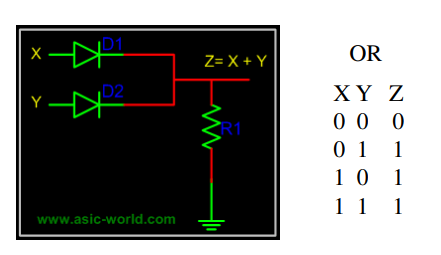 X
D1
Z= X + Y
Y
D2
R1
www.asic-world.com
OR
X Y Z
0 0 0
0 1 1
1 0 1
1 1 1